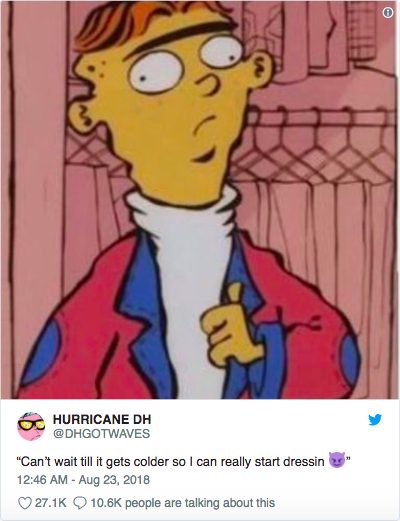 HURRICANE DH
@DHGOTWAVES
“Can’t wait till it gets colder so I can really start dressin 😈”
12:46 AM - Aug 23, 2018
27.1K 10.6K people are talking about this